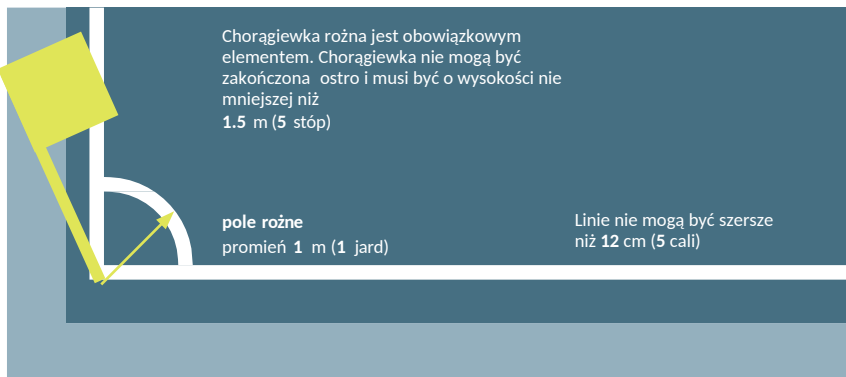 Chorągiewka rożna jest obowiązkowym
elementem. Chorągiewka nie mogą być
zakończona ostro i musi być o wysokości nie
mniejszej niż
1.5 m (5 stóp)
pole rożne
promień 1 m (1 jard)
Linie nie mogą być szersze
niż 12 cm (5 cali)